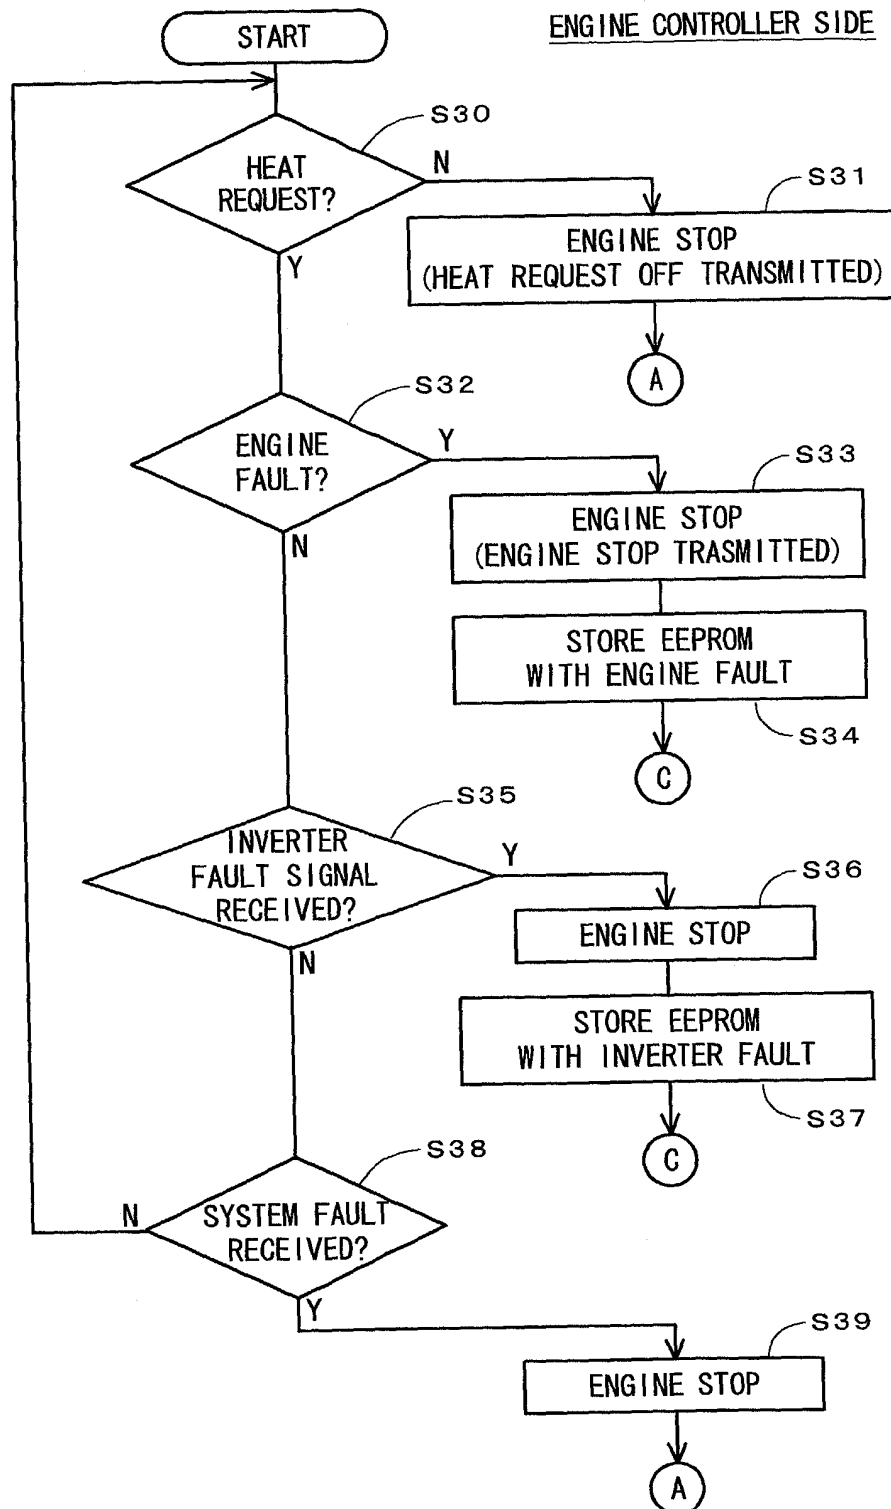 ENGINE CONTROLLER SIDE
START
S30
HEAT
REQUEST?
N
Y
S31
ENGINE STOP
(HEAT REQUEST OFF TRANSMITTED)
A
S32
ENGINE
FAULT?
Y
N
S33
ENGINE STOP
(ENGINE STOP TRASMITTED)
STORE EEPROM
WITH ENGINE FAULT
S34
C
S35
INVERTER
FAULT SIGNAL
RECEIVED?
Y
N
S36
ENGINE STOP
STORE EEPROM
WITH INVERTER FAULT
S37
C
S38
SYSTEM FAULT
RECEIVED?
N
Y
S39
ENGINE STOP
A